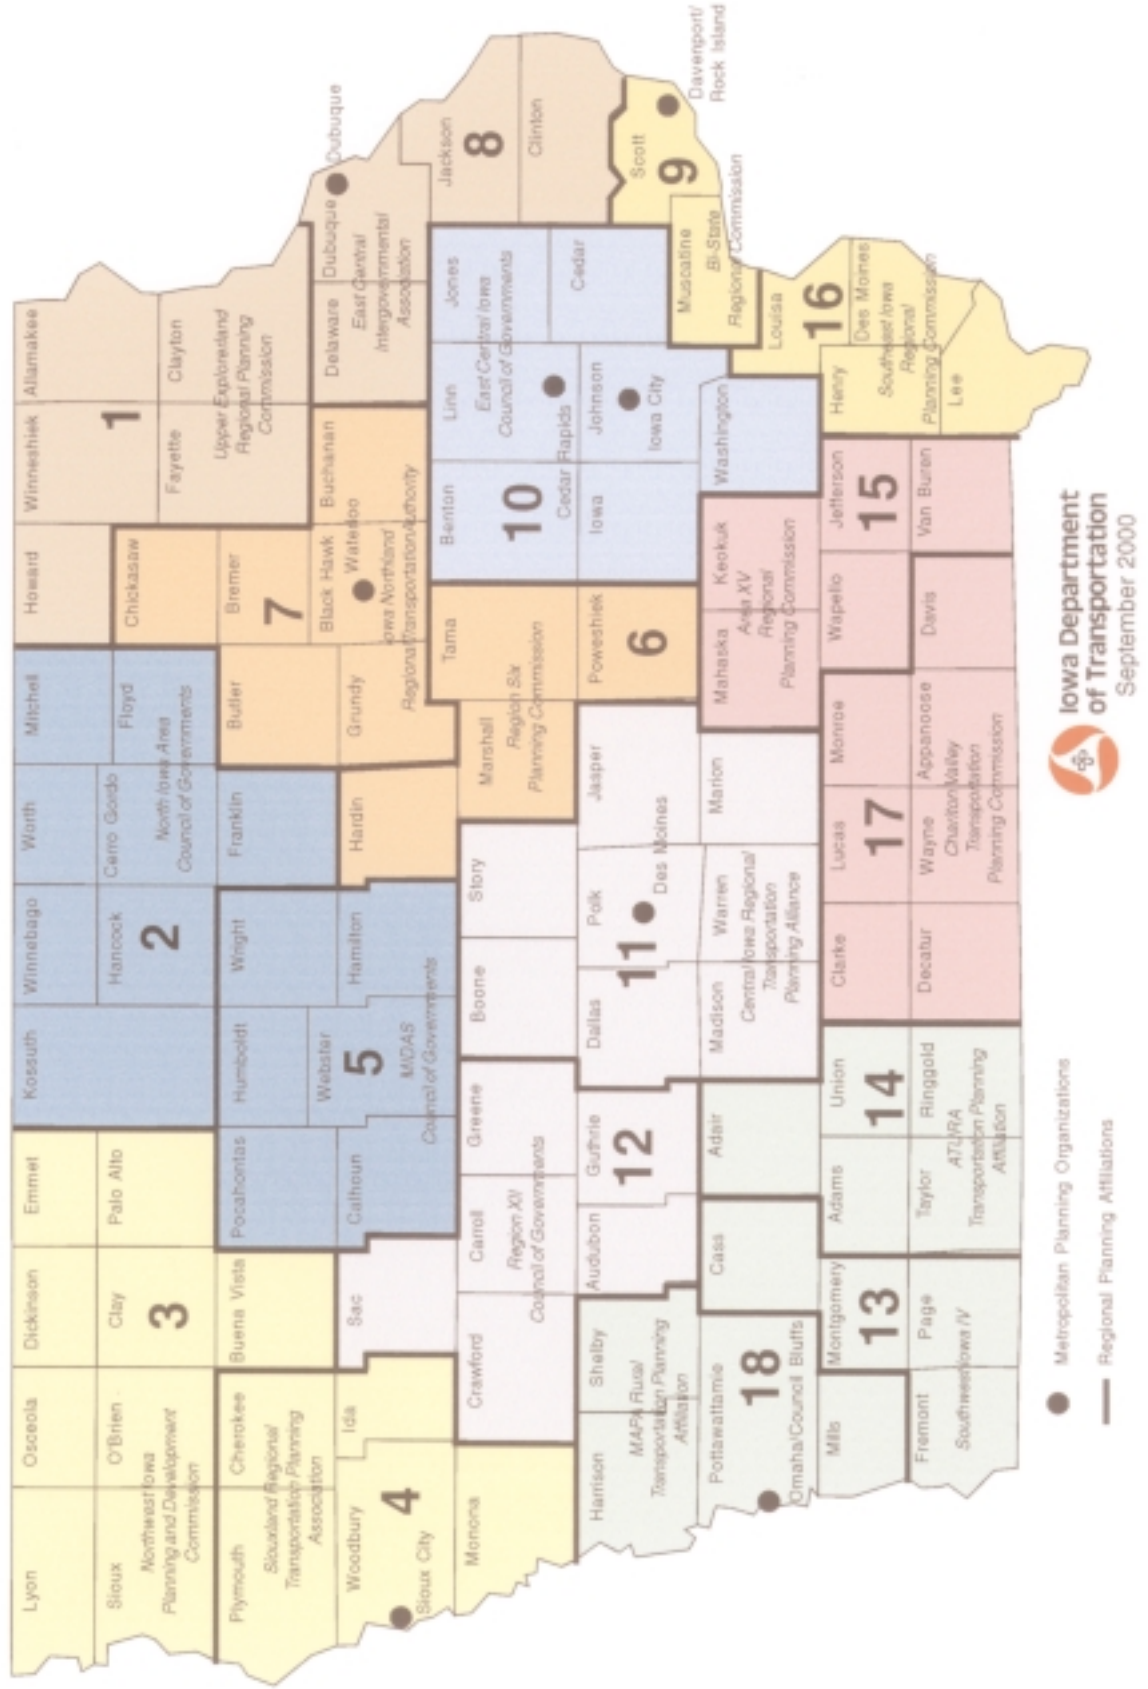 Lyon
Osceola
Dickinson
Emmet
Kossuth
Winnebago
Worth
Mitchell
Howard
Winneshiek
Allamakee
1
Sioux
O'Brien
Clay
Palo Alto
Hancock
Cerro Gordo
Floyd
Chickasaw
Fayette
Clayton
Northwest Iowa
Planning and Development
Commission
3
2
North Iowa Area
Council of Governments
Upper Exploreland
Regional Planning
Commission
Plymouth
Cherokee
Buena Vista
Pocahontas
Humboldt
Wright
Franklin
Butler
Bremer
7
Siouxland Regional
Transportation Planning
Association
Webster
Black Hawk
Buchanan
Delaware
Dubuque
Dubuque
Waterloo
Woodbury
Ida
Sac
Calhoun
5
Hamilton
Hardin
Grundy
Iowa Northland
Regional Transportation Authority
East Central
Intergovernmental
Association
4
Sioux City
MIDAS
Council of Governments
Monona
Crawford
Carroll
Greene
Boone
Story
Marshall
Tama
Benton
Linn
Jones
Jackson
8
Region XII
Council of Governments
Region Six
Planning Commission
10
East Central Iowa
Council of Governments
Clinton
Cedar
Rapids
Cedar
Harrison
Shelby
Audubon
Guthrie
12
Dallas
Polk
Jasper
Poweshiek
6
Iowa
Johnson
Iowa City
Scott
9
Davenport/
Rock Island
MAPA Rural
Transportation Planning
Affiliation
11
Des Moines
Muscatine
Bi-State
Regional Commission
Pottawattamie
18
Omaha/Council Bluffs
Cass
Adair
Madison
Warren
Marion
Central Iowa Regional
Transportation
Planning Alliance
Mahaska
Keokuk
Area XV
Regional
Planning Commission
Washington
Louisa
16
Mills
Montgomery
13
Adams
Union
14
Clarke
Lucas
17
Monroe
Wapello
Jefferson
15
Henry
Des Moines
Southeast Iowa
Regional
Planning Commission
Fremont
Page
Southwest Iowa IV
Taylor
Ringgold
ATURA
Transportation Planning
Affiliation
Decatur
Wayne
Appanoose
Chariton Valley
Transportation
Planning Commission
Davis
Van Buren
Lee
Metropolitan Planning Organizations
Regional Planning Affiliations
Iowa Department
of Transportation
September 2000